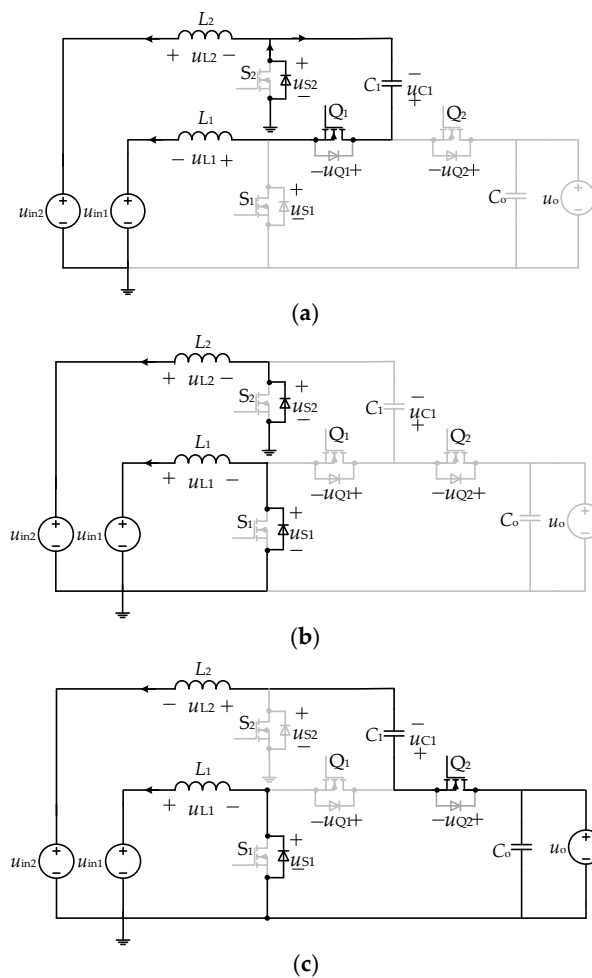 L2
+ uL2 −
S2
+
uS2
−
C1
−
uC1
+
L1
− uL1 +
Q1
−uQ1+
Q2
−uQ2+
S1
+
uS1
−
uin2
+
−
uin1
+
−
Co
uo
+
−
(a)
L2
+ uL2 −
S2
+
uS2
−
C1
−
uC1
+
L1
+ uL1 −
Q1
−uQ1+
Q2
−uQ2+
S1
+
uS1
−
uin2
+
−
uin1
+
−
Co
uo
+
−
(b)
L2
− uL2 +
S2
+
uS2
−
C1
−
uC1
+
L1
+ uL1 −
Q1
−uQ1+
Q2
−uQ2+
S1
+
uS1
−
uin2
+
−
uin1
+
−
Co
uo
+
−
(c)